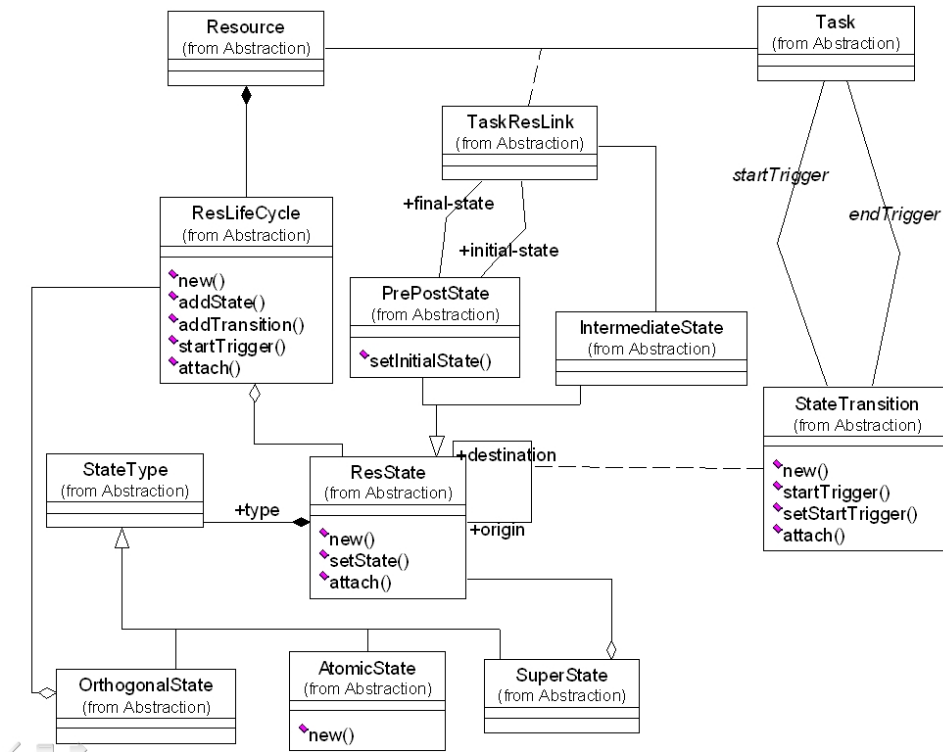 Resource
(from Abstraction)
Task
(from Abstraction)
TaskResLink
(from Abstraction)
startTrigger
endTrigger
+final-state
+initial-state
ResLifeCycle
(from Abstraction)
new()
addState()
addTransition()
startTrigger()
attach()
PrePostState
(from Abstraction)
setInitialState()
IntermediateState
(from Abstraction)
StateTransition
(from Abstraction)
new()
startTrigger()
setStartTrigger()
attach()
StateType
(from Abstraction)
+type
ResState
(from Abstraction)
new()
setState()
attach()
+destination
+origin
OrthogonalState
(from Abstraction)
AtomicState
(from Abstraction)
new()
SuperState
(from Abstraction)